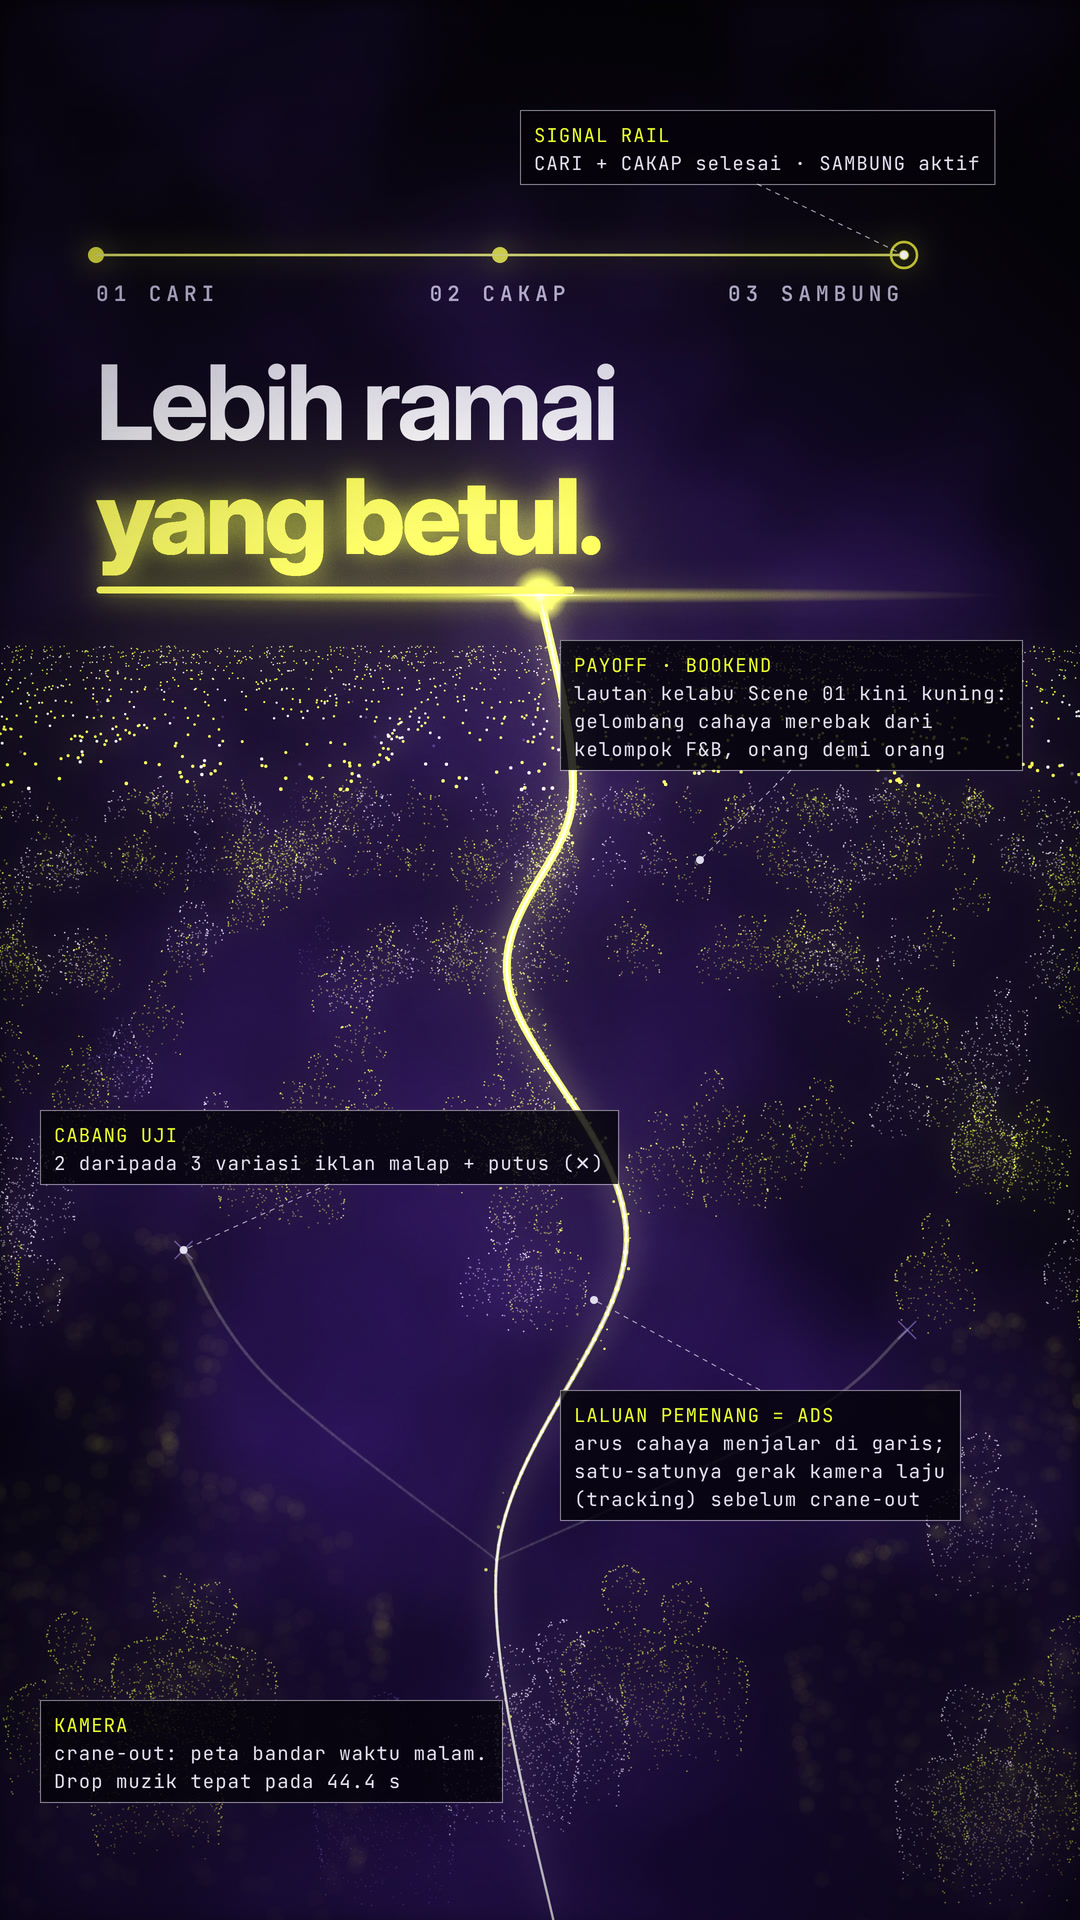 SIGNAL RAIL
CARI + CAKAP selesai · SAMBUNG aktif
01 CARI
02 CAKAP
03 SAMBUNG
Lebih ramai
yang betul.
PAYOFF · BOOKEND
lautan kelabu Scene 01 kini kuning:
gelombang cahaya merebak dari
kelompok F&B, orang demi orang
CABANG UJI
2 daripada 3 variasi iklan malap + putus (✕)
LALUAN PEMENANG = ADS
arus cahaya menjalar di garis;
satu-satunya gerak kamera laju
(tracking) sebelum crane-out
KAMERA
crane-out: peta bandar waktu malam.
Drop muzik tepat pada 44.4 s